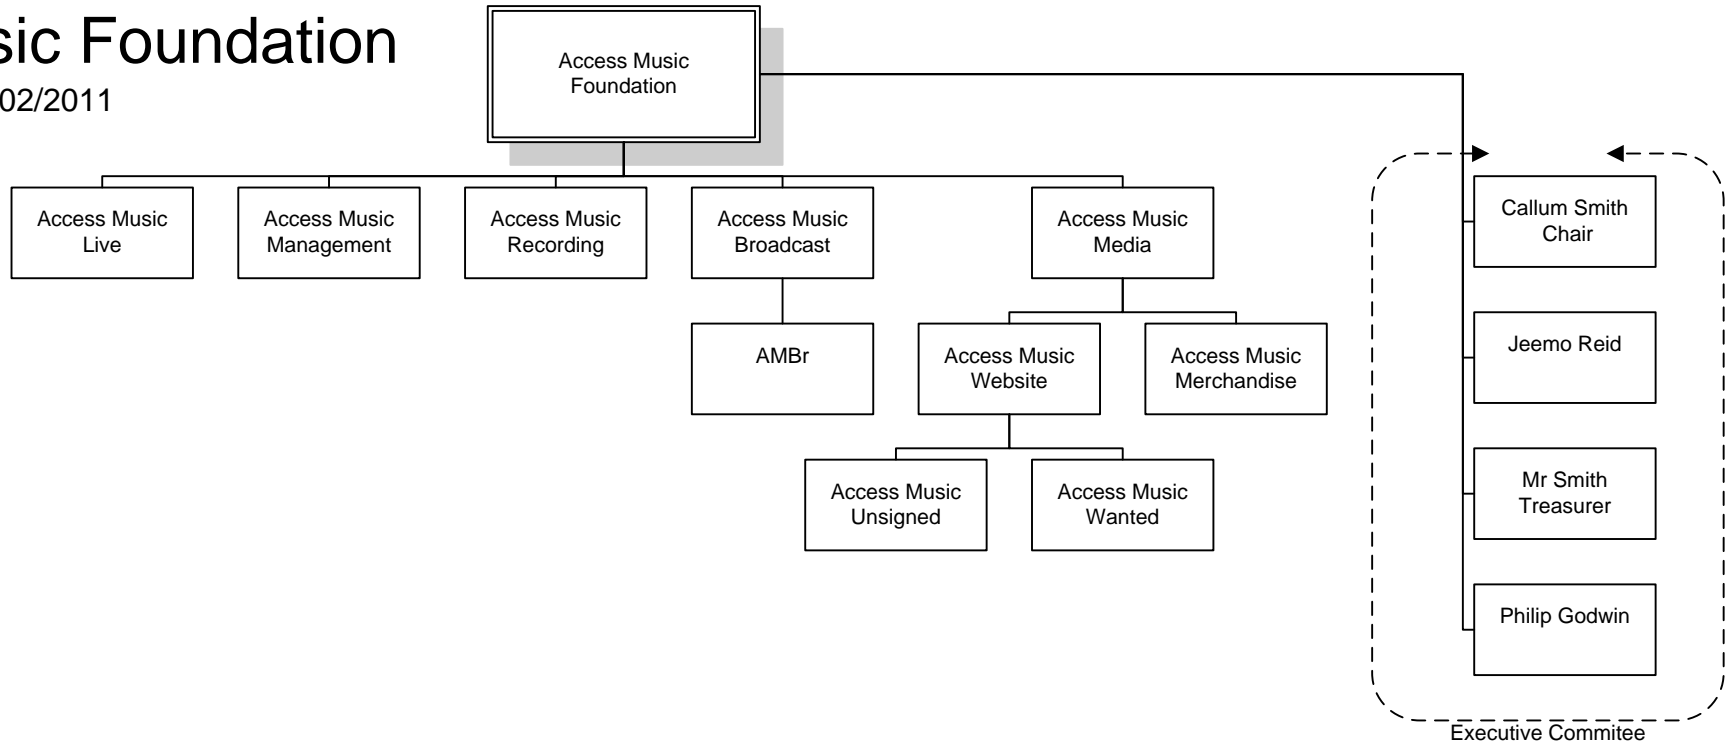 sic Foundation
02/2011
Access Music
Foundation
Access Music
Live
Access Music
Management
Access Music
Recording
Access Music
Broadcast
Access Music
Media
Callum Smith
Chair
AMBr
Access Music
Website
Access Music
Merchandise
Jeemo Reid
Access Music
Unsigned
Access Music
Wanted
Mr Smith
Treasurer
Philip Godwin
Executive Commitee